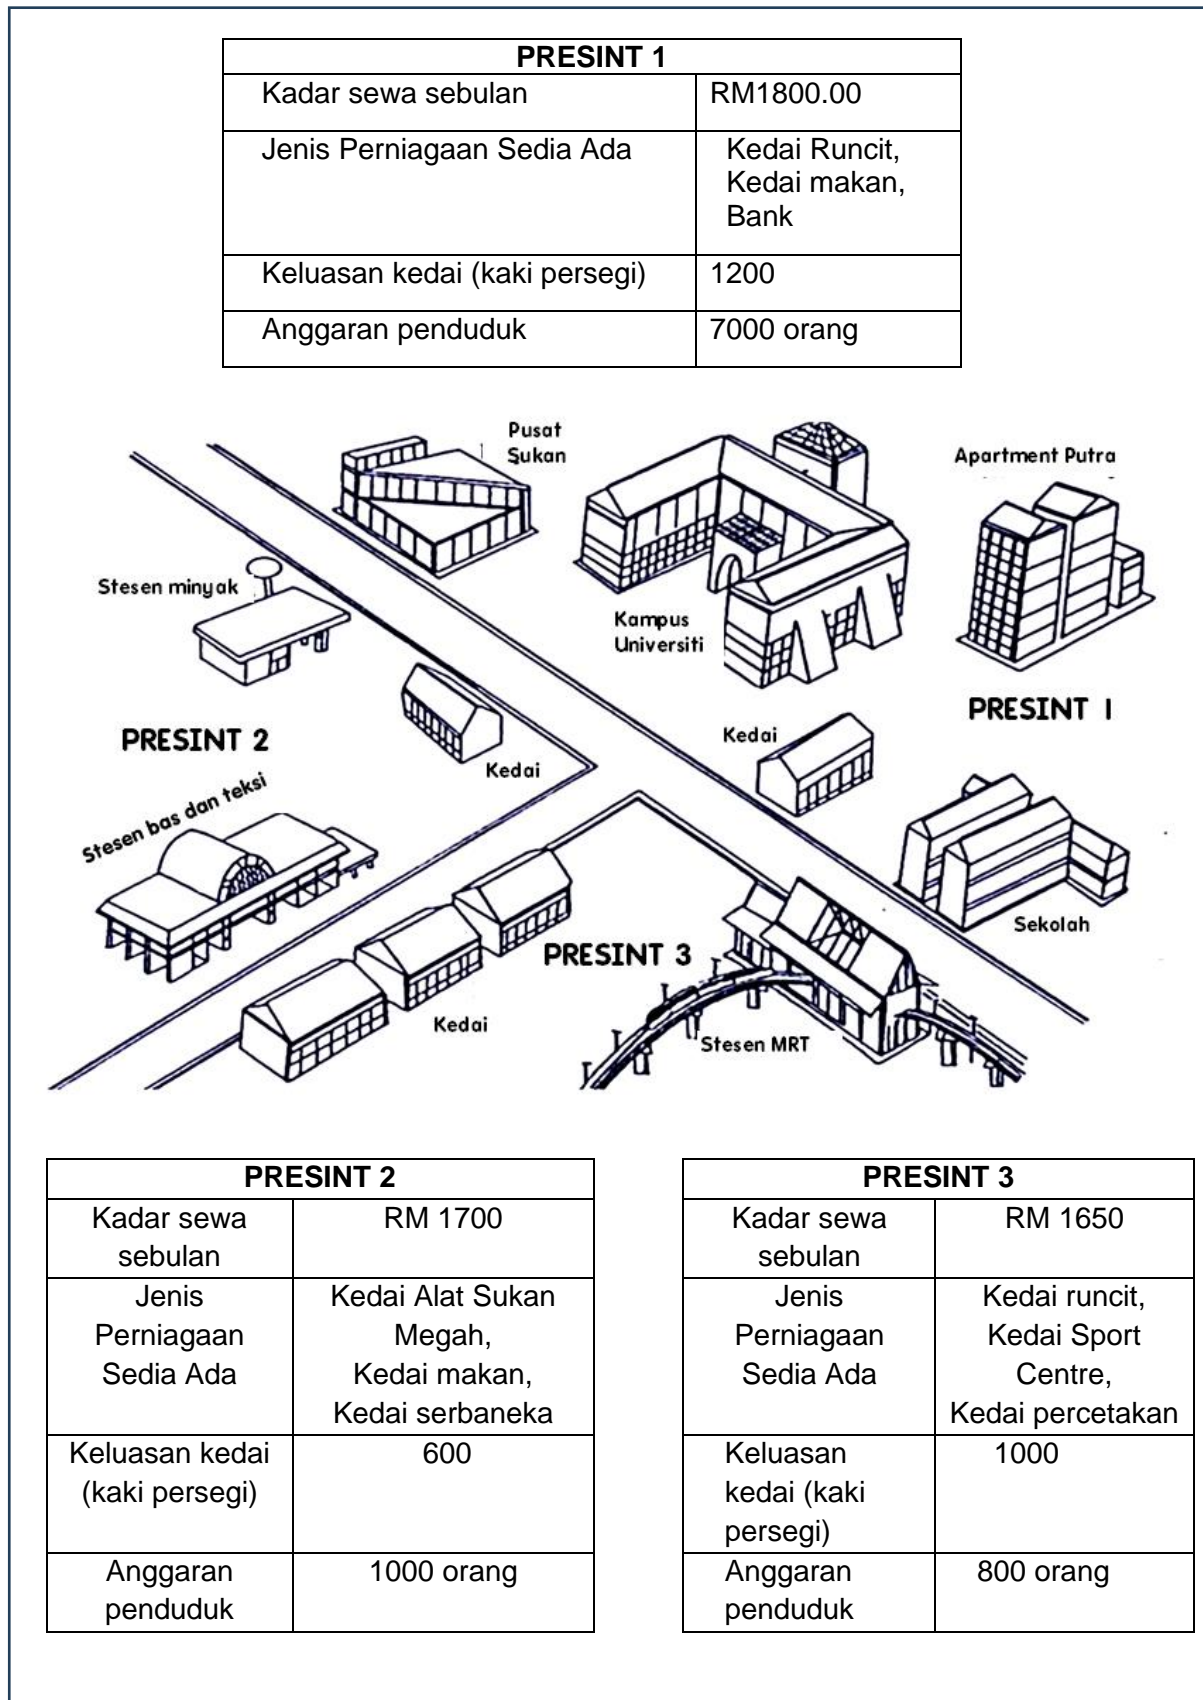 PRESINT 1
Kadar sewa sebulan RM1800.00
Jenis Perniagaan Sedia Ada Kedai Runcit,
Kedai makan,
Bank
Keluasan kedai (kaki persegi) 1200
Anggaran penduduk 7000 orang
Pusat
Sukan
Apartment Putra
Stesen minyak
Kampus
Universiti
PRESINT 1
PRESINT 2
Kedai
Kedai
Stesen bas dan teksi
Sekolah
PRESINT 3
Kedai
Stesen MRT
PRESINT 2
Kadar sewa RM 1700
sebulan
Jenis Kedai Alat Sukan
Perniagaan Megah,
Sedia Ada Kedai makan,
Kedai serbaneka
Keluasan kedai 600
(kaki persegi)
Anggaran 1000 orang
penduduk
PRESINT 3
Kadar sewa RM 1650
sebulan
Jenis Kedai runcit,
Perniagaan Kedai Sport
Sedia Ada Centre,
Kedai percetakan
Keluasan 1000
kedai (kaki
persegi)
Anggaran 800 orang
penduduk